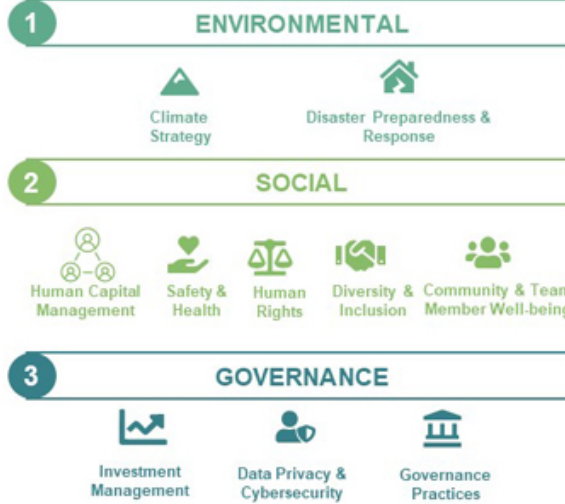 1 ENVIRONMENTAL
Climate
Strategy
Disaster Preparedness &
Response
2 SOCIAL
Human Capital
Management
Safety &
Health
Human
Rights
Diversity &
Inclusion
Community & Team
Member Well-being
3 GOVERNANCE
Investment
Management
Data Privacy &
Cybersecurity
Governance
Practices